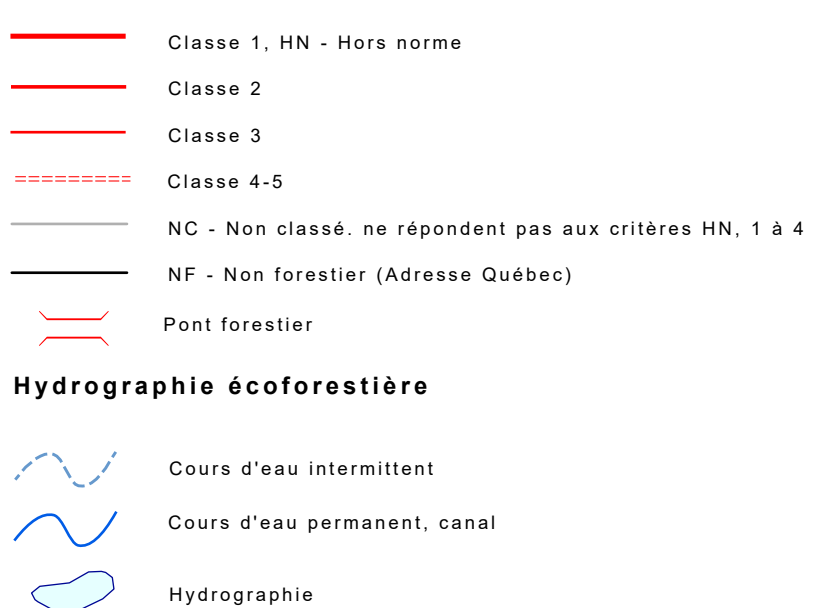 Classe 1, HN - Hors norme
Classe 2
Classe 3
Classe 4-5
NC - Non classé. ne répondent pas aux critères HN, 1 à 4
NF - Non forestier (Adresse Québec)
Pont forestier
Hydrographie écoforestière
Cours d'eau intermittent
Cours d'eau permanent, canal
Hydrographie